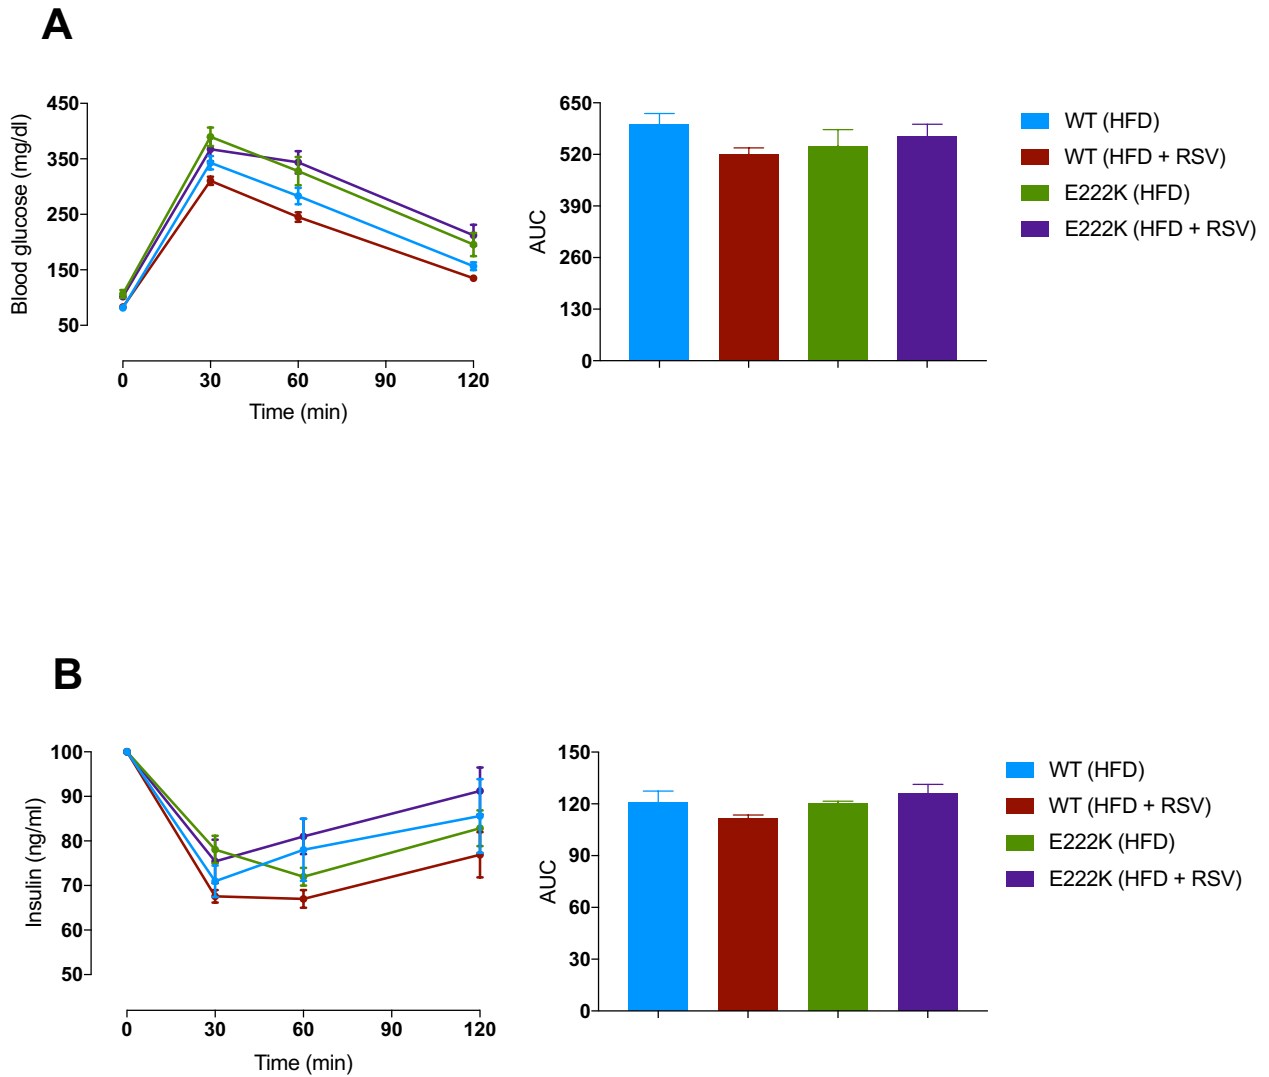 A
Blood glucose (mg/dl)
450
350
250
150
50
0 30 60 90 120
Time (min)
AUC
650
520
390
260
130
0
WT (HFD)
WT (HFD + RSV)
E222K (HFD)
E222K (HFD + RSV)
B
Insulin (ng/ml)
100
90
80
70
60
50
0 30 60 90 120
Time (min)
AUC
150
120
90
60
30
0
WT (HFD)
WT (HFD + RSV)
E222K (HFD)
E222K (HFD + RSV)